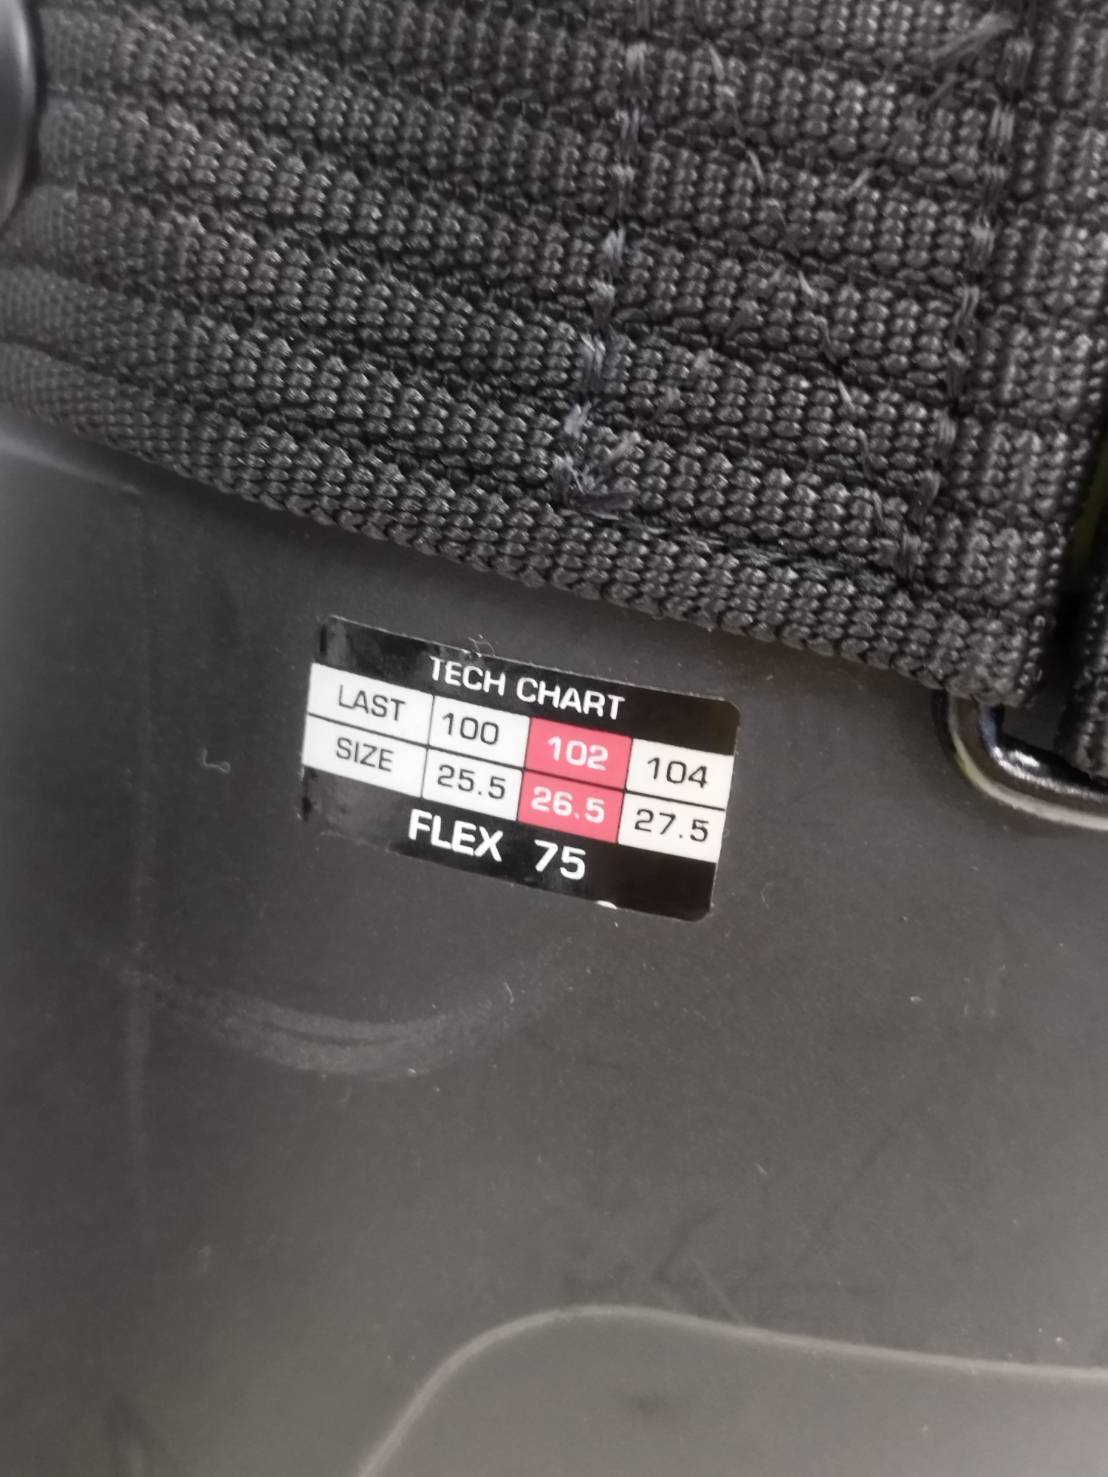 TECH CHART
LAST 100 102 104
SIZE 25.5 26.5 27.5
FLEX 75